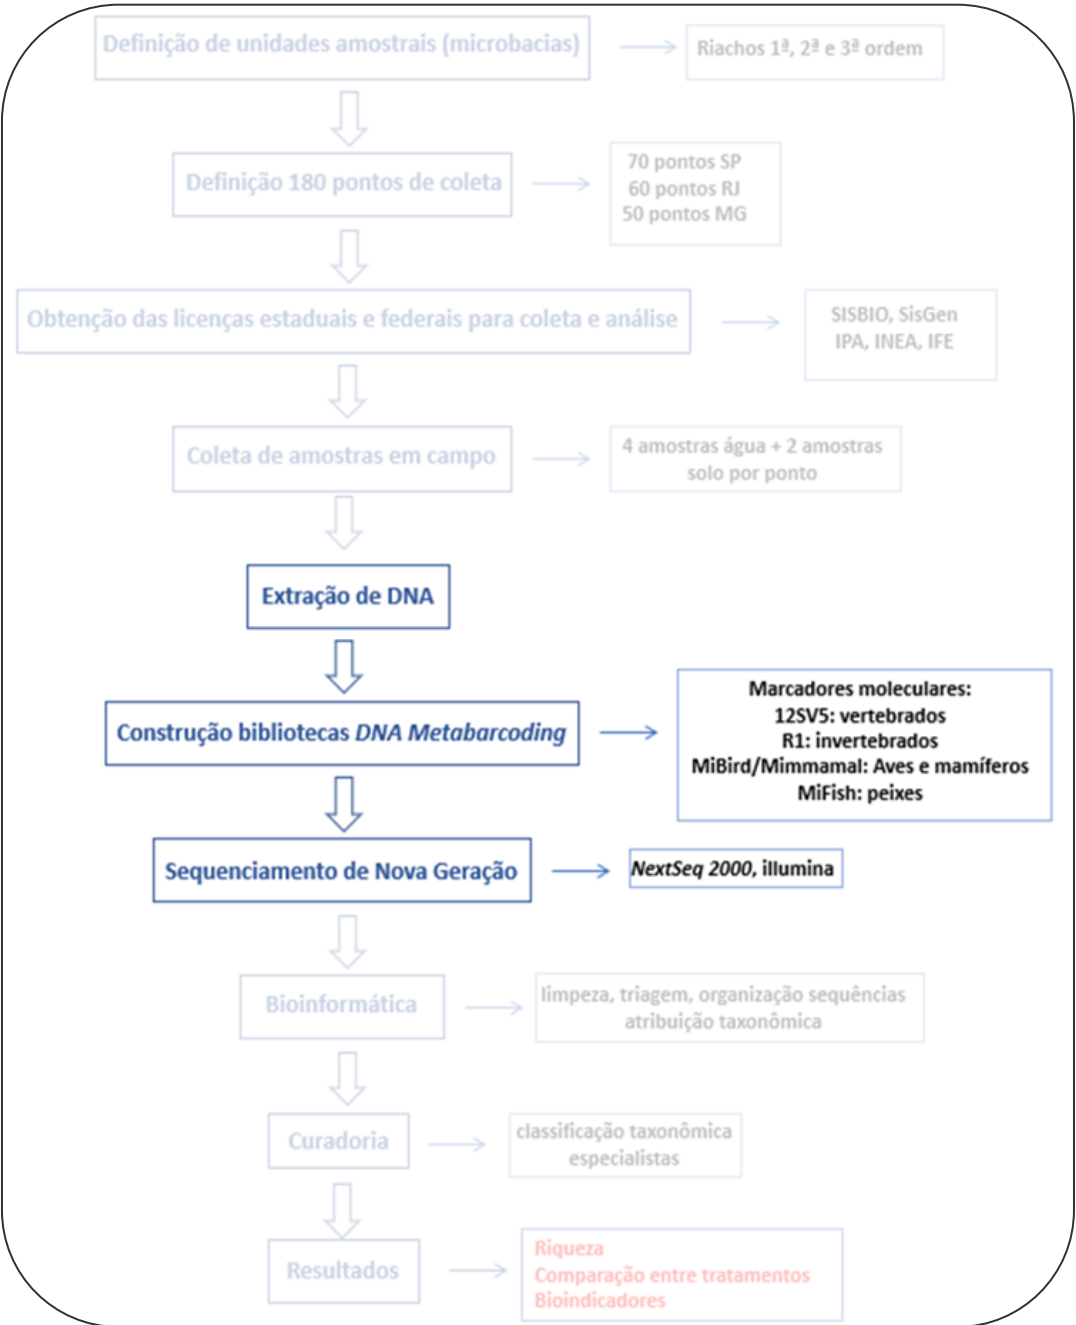 Definição de unidades amostrais (microbacias)
Riachos 1ª, 2ª e 3ª ordem
Definição 180 pontos de coleta
70 pontos SP
60 pontos RJ
50 pontos MG
Obtenção das licenças estaduais e federais para coleta e análise
SISBIO, SisGen
IPA, INEA, IFE
Coleta de amostras em campo
4 amostras água + 2 amostras
solo por ponto
Extração de DNA
Construção bibliotecas DNA Metabarcoding
Marcadores moleculares:
12SV5: vertebrados
R1: invertebrados
MiBird/Mimmamal: Aves e mamíferos
MiFish: peixes
Sequenciamento de Nova Geração
NextSeq 2000, illumina
Bioinformática
limpeza, triagem, organização sequências
atribuição taxonômica
Curadoria
classificação taxonômica
especialistas
Resultados
Riqueza
Comparação entre tratamentos
Bioindicadores